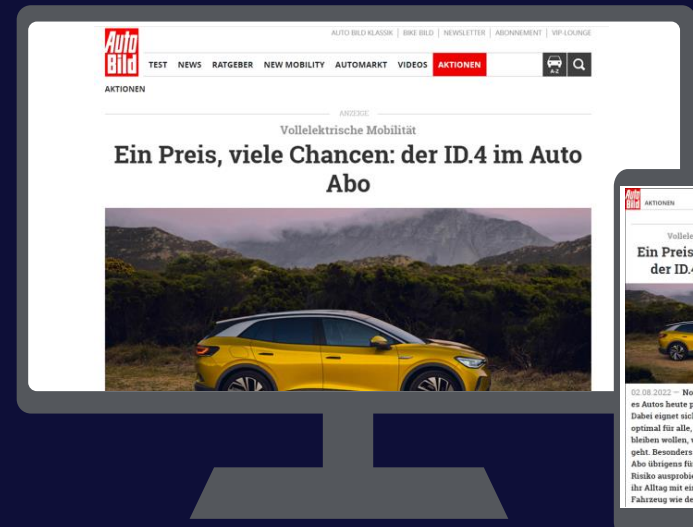 AUTO BILD KLASSIK | BIKE BILD | NEWSLETTER | ABONNEMENT | VIP-LOUNGE
Auto
Bild
TEST NEWS RATGEBER NEW MOBILITY AUTOMARKT VIDEOS AKTIONEN
A-Z
AKTIONEN
ANZEIGE
Vollelektrische Mobilität
Ein Preis, viele Chancen: der ID.4 im Auto
Abo
Auto
Bild
AKTIONEN
Ein Preis
der ID.4
02.08.2022 — No
es Autos heute p
Dabei eignet sic
optimal für alle,
bleiben wollen,
geht. Besonders
Abo übrigens für
Risiko ausprobie
ihr Alltag mit ei
Fahrzeug wie de